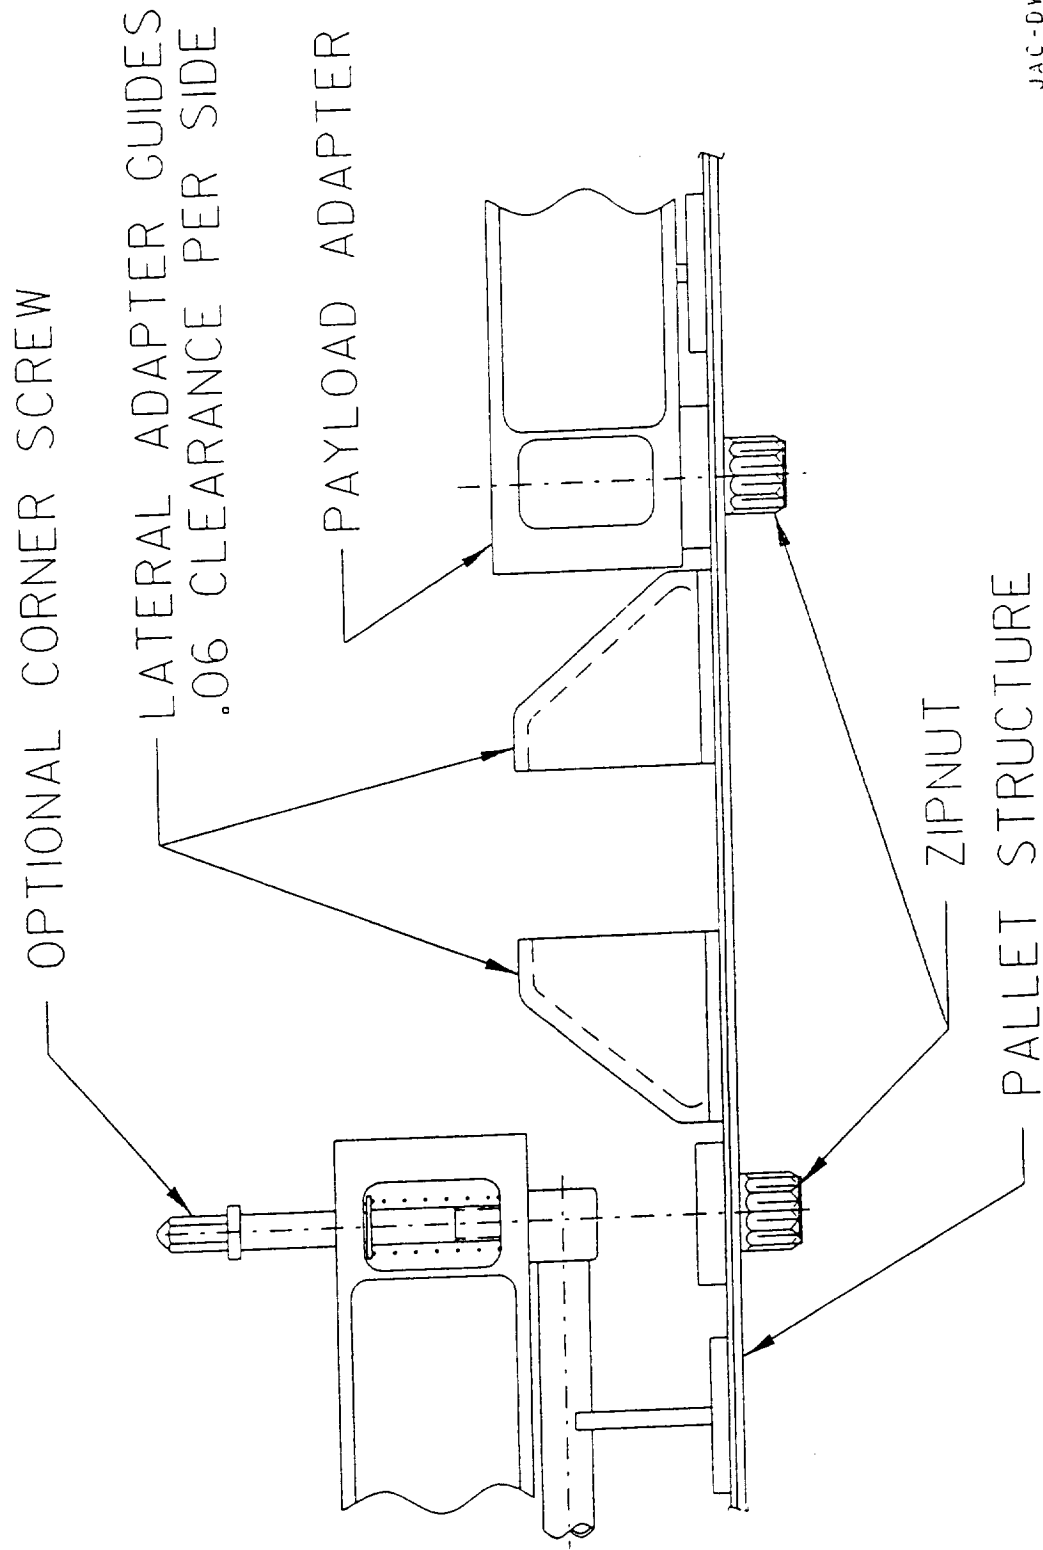 OPTIONAL CORNER SCREW
LATERAL ADAPTER GUIDES
.06 CLEARANCE PER SIDE
PAYLOAD ADAPTER
ZIPNUT
PALLET STRUCTURE